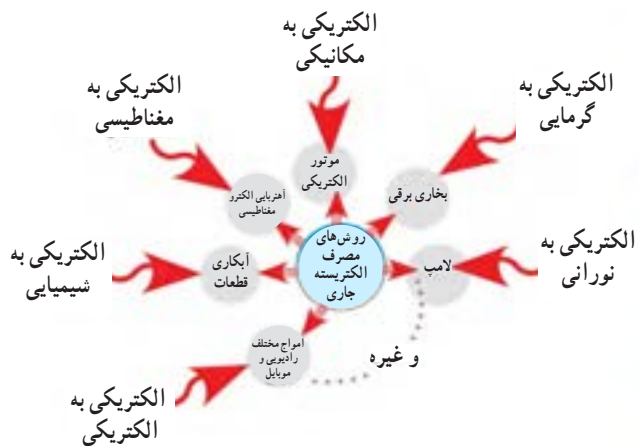 الکتریکی به
مکانیکی
الکتریکی به
گرمایی
الکتریکی به
مغناطیسی
موتور
الکتریکی
بخاری برقی
آهنربایی الکترو
مغناطیسی
روش‌های
مصرف
الکتریسته
جاری
الکتریکی به
نورانی
لامپ
آبکاری
قطعات
الکتریکی به
شیمیایی
امواج مختلف
رادیویی و
موبایل
و غیره
الکتریکی به
الکتریکی